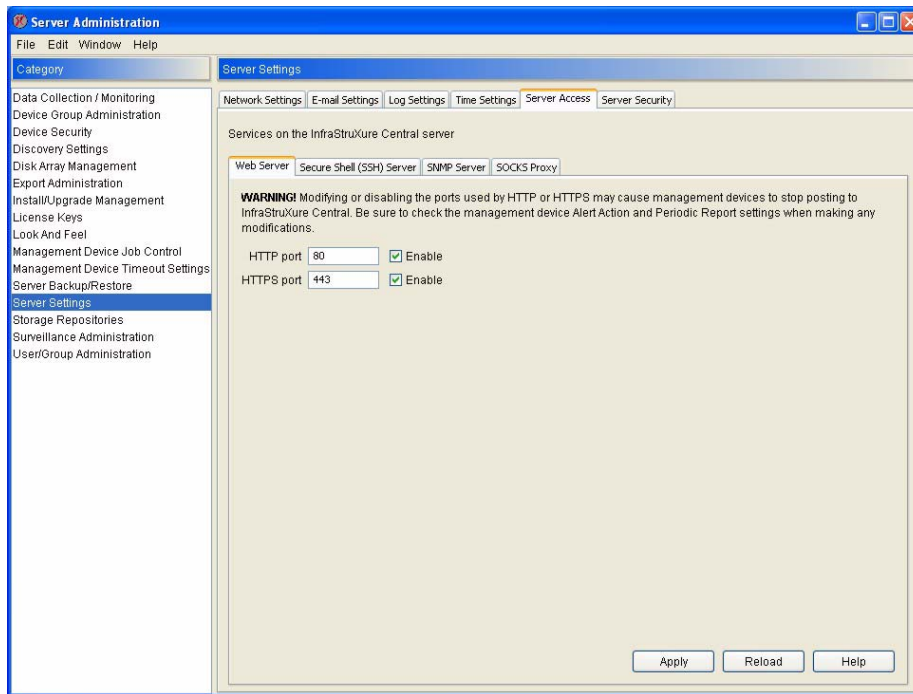 Server Administration
File Edit Window Help
Category
Server Settings
Data Collection / Monitoring
Device Group Administration
Device Security
Discovery Settings
Disk Array Management
Export Administration
Install/Upgrade Management
License Keys
Look And Feel
Management Device Job Control
Management Device Timeout Settings
Server Backup/Restore
Server Settings
Storage Repositories
Surveillance Administration
User/Group Administration
Network Settings E-mail Settings Log Settings Time Settings Server Access Server Security
Services on the InfraStruXure Central server
Web Server Secure Shell (SSH) Server SNMP Server SOCKS Proxy
WARNING! Modifying or disabling the ports used by HTTP or HTTPS may cause management devices to stop posting to
InfraStruXure Central. Be sure to check the management device Alert Action and Periodic Report settings when making any
modifications.
HTTP port 80 Enable
HTTPS port 443 Enable
Apply Reload Help